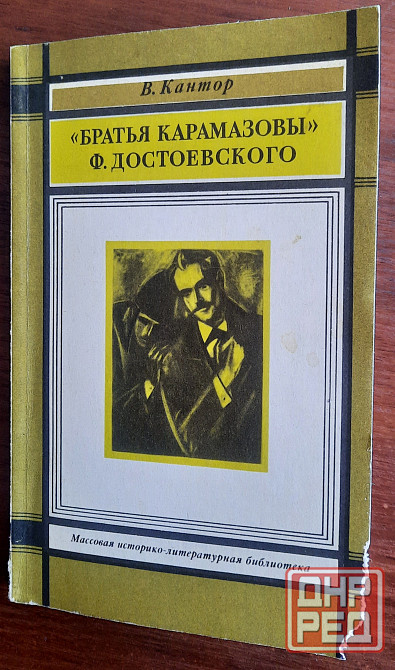 В. Кантор
«БРАТЬЯ КАРАМАЗОВЫ»
Ф. ДОСТОЕВСКОГО
Массовая историко-литературная библиотека
ДНР
РЕД